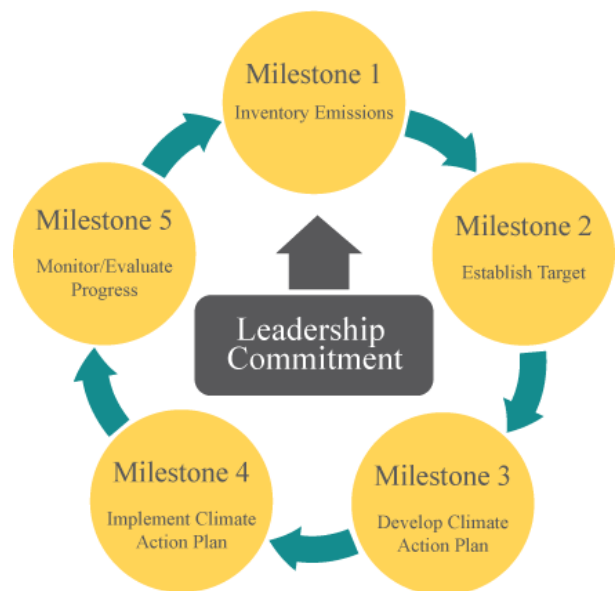 Milestone 1
Inventory Emissions
Milestone 2
Establish Target
Milestone 3
Develop Climate
Action Plan
Milestone 4
Implement Climate
Action Plan
Milestone 5
Monitor/Evaluate
Progress
Leadership
Commitment